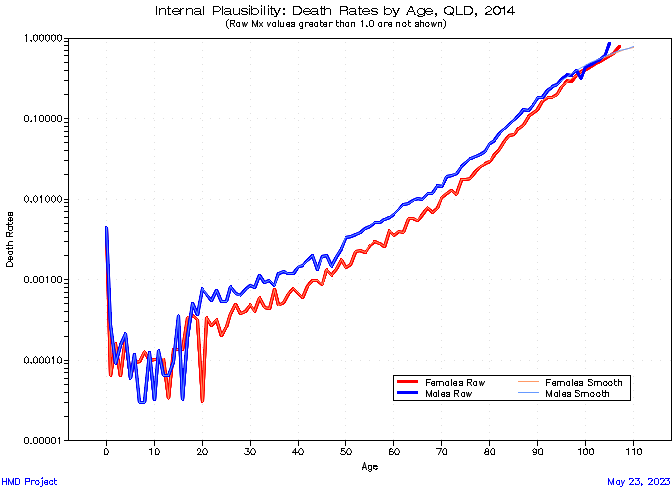 Internal Plausibility: Death Rates by Age, QLD, 2014
(Raw Mx values greater than 1.0 are not shown)
Death Rates
1.00000
0.10000
0.01000
0.00100
0.00010
0.00001
Females Raw
Females Smooth
Males Raw
Males Smooth
0 10 20 30 40 50 60 70 80 90 100 110
Age
HMD Project
May 23, 2023